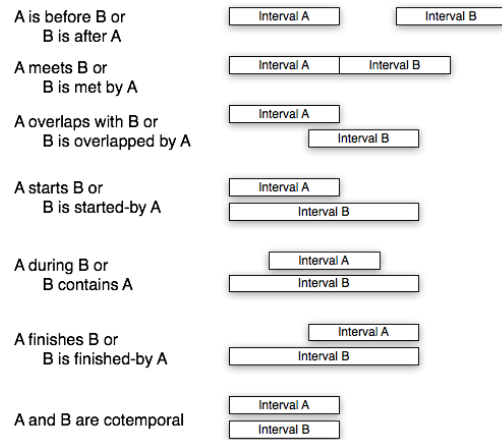 A is before B or
B is after A
Interval A
Interval B
A meets B or
B is met by A
Interval A
Interval B
A overlaps with B or
B is overlapped by A
Interval A
Interval B
A starts B or
B is started-by A
Interval A
Interval B
A during B or
B contains A
Interval A
Interval B
A finishes B or
B is finished-by A
Interval A
Interval B
A and B are cotemporal
Interval A
Interval B